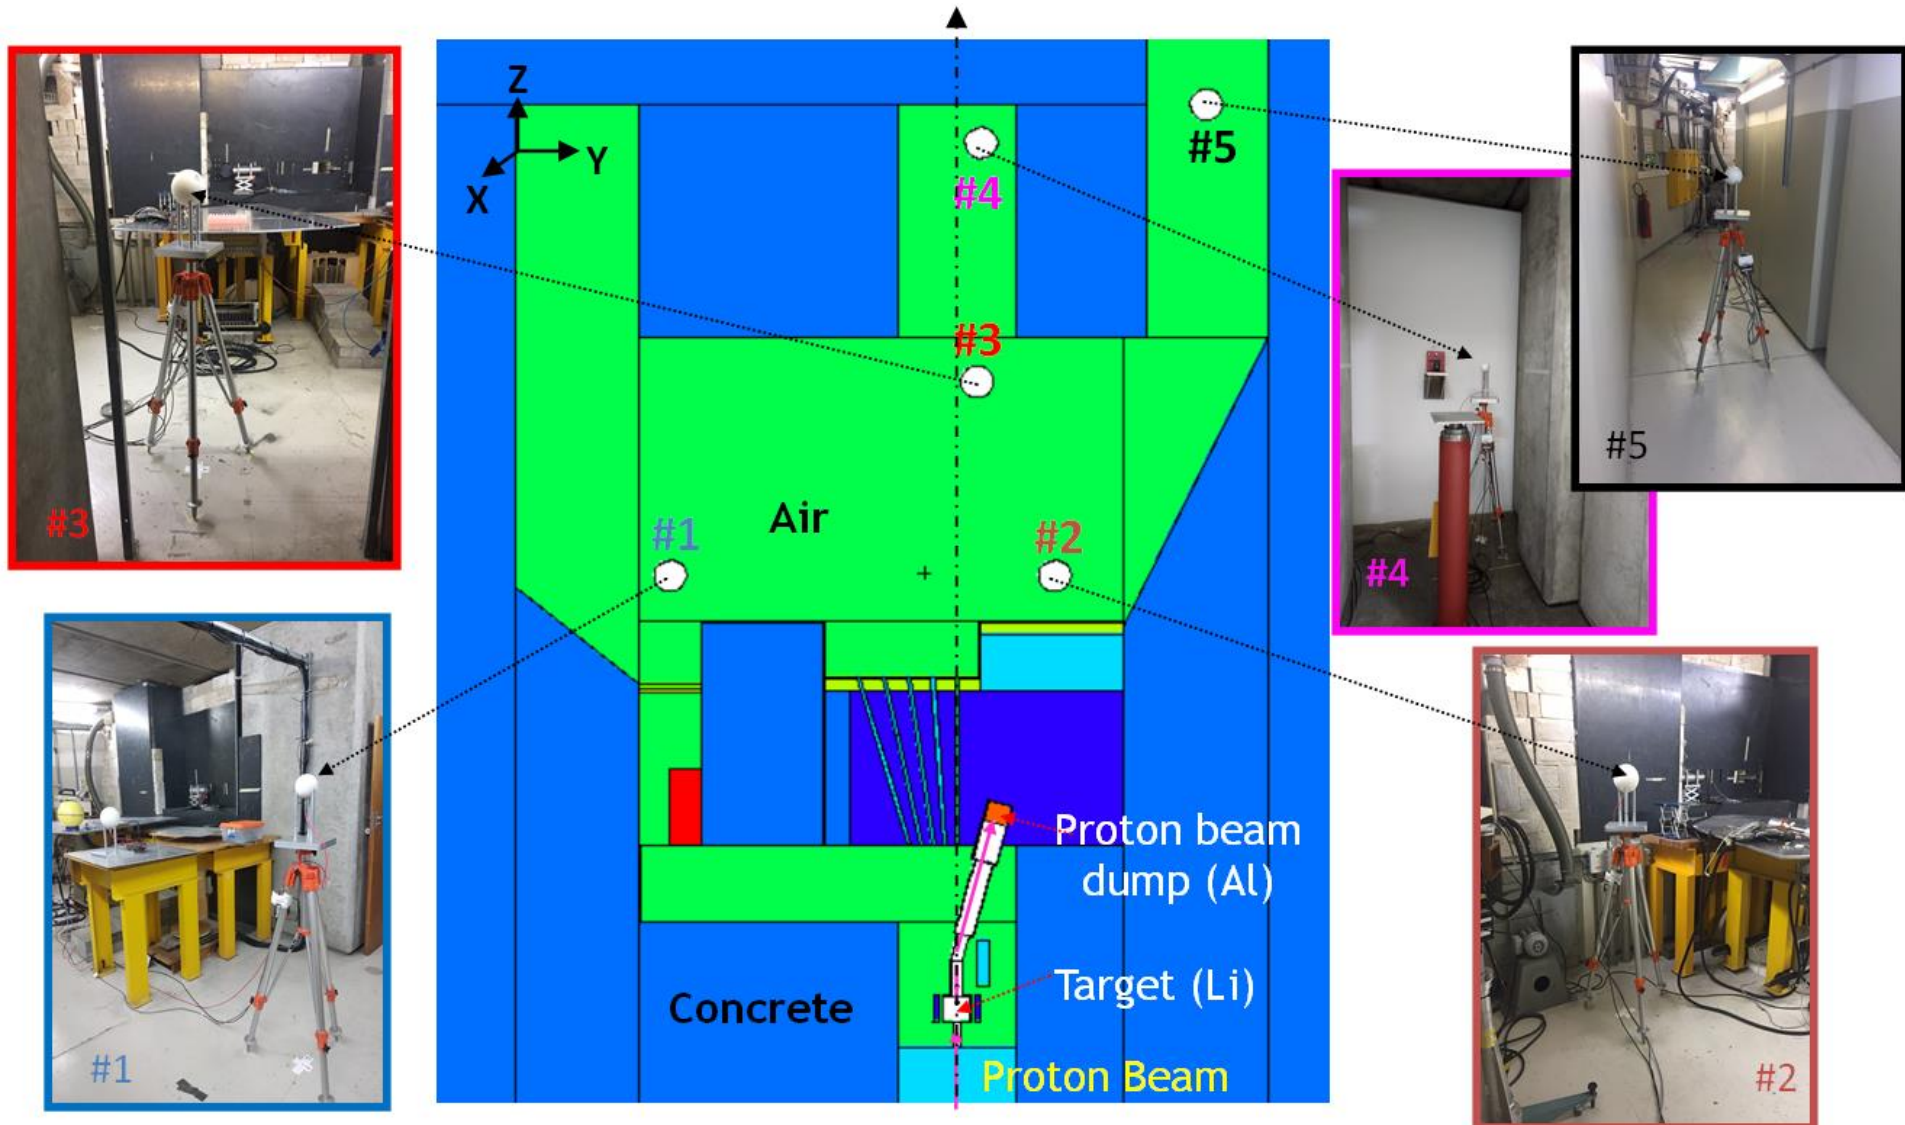 Z
Y
X
#5
#4
#3
Air
#1
#2
Proton beam
dump (Al)
Target (Li)
Concrete
Proton Beam
#3
#1
#5
#4
#2